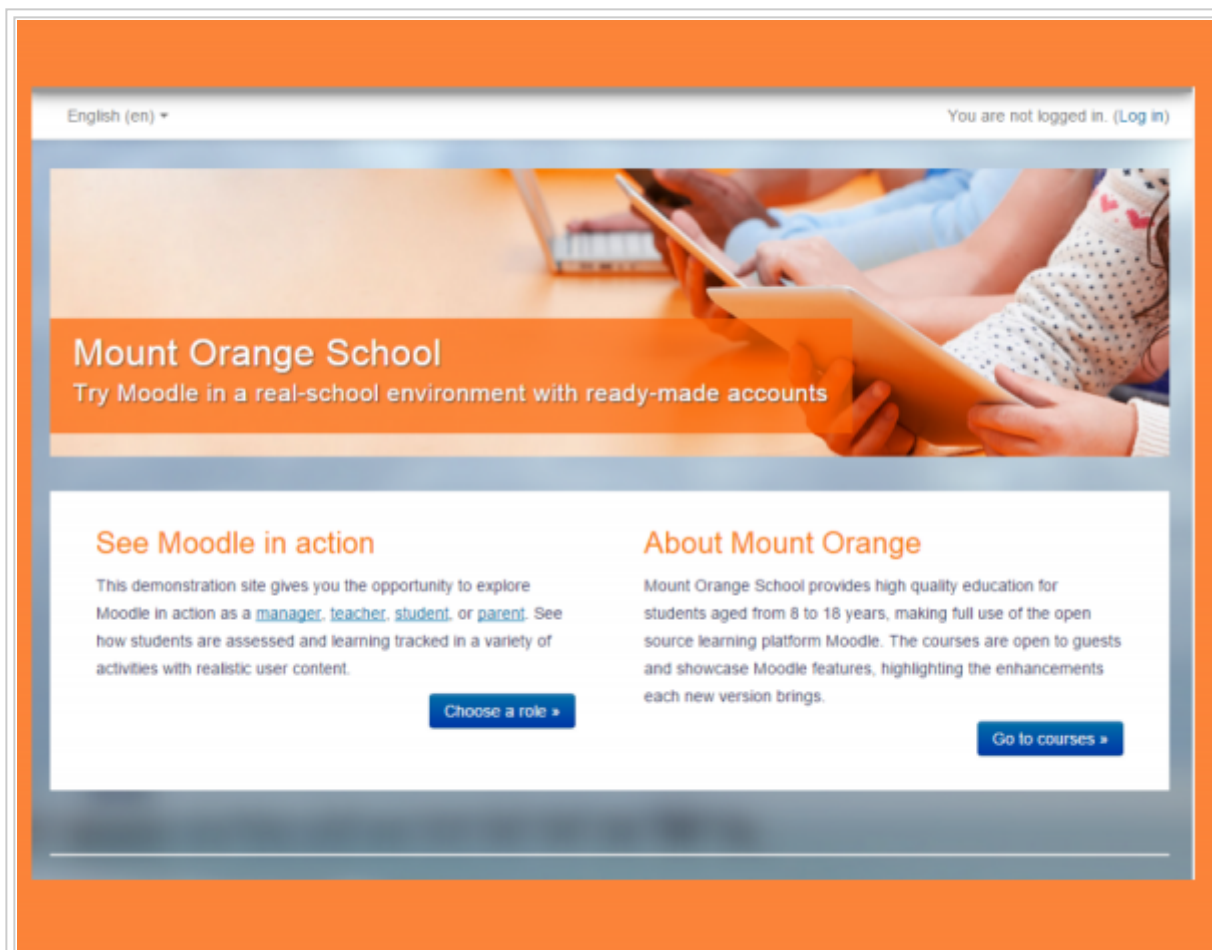 English (en)
You are not logged in. (Log in)
Mount Orange School
Try Moodle in a real-school environment with ready-made accounts
See Moodle in action
This demonstration site gives you the opportunity to explore
Moodle in action as a manager, teacher, student, or parent. See
how students are assessed and learning tracked in a variety of
activities with realistic user content.
Choose a role »
About Mount Orange
Mount Orange School provides high quality education for
students aged from 8 to 18 years, making full use of the open
source learning platform Moodle. The courses are open to guests
and showcase Moodle features, highlighting the enhancements
each new version brings.
Go to courses »